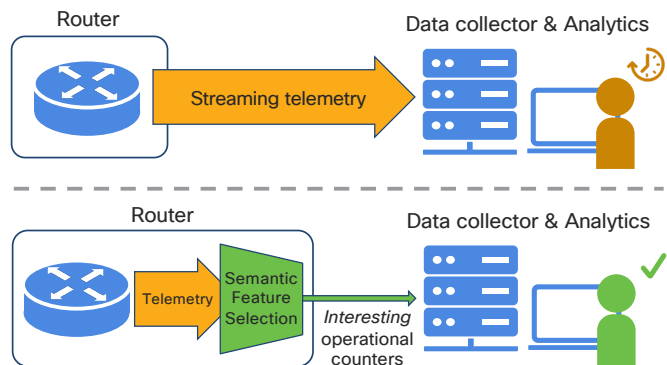 Router
Data collector & Analytics
Streaming telemetry
Router
Data collector & Analytics
Telemetry
Semantic
Feature
Selection
Interesting
operational
counters